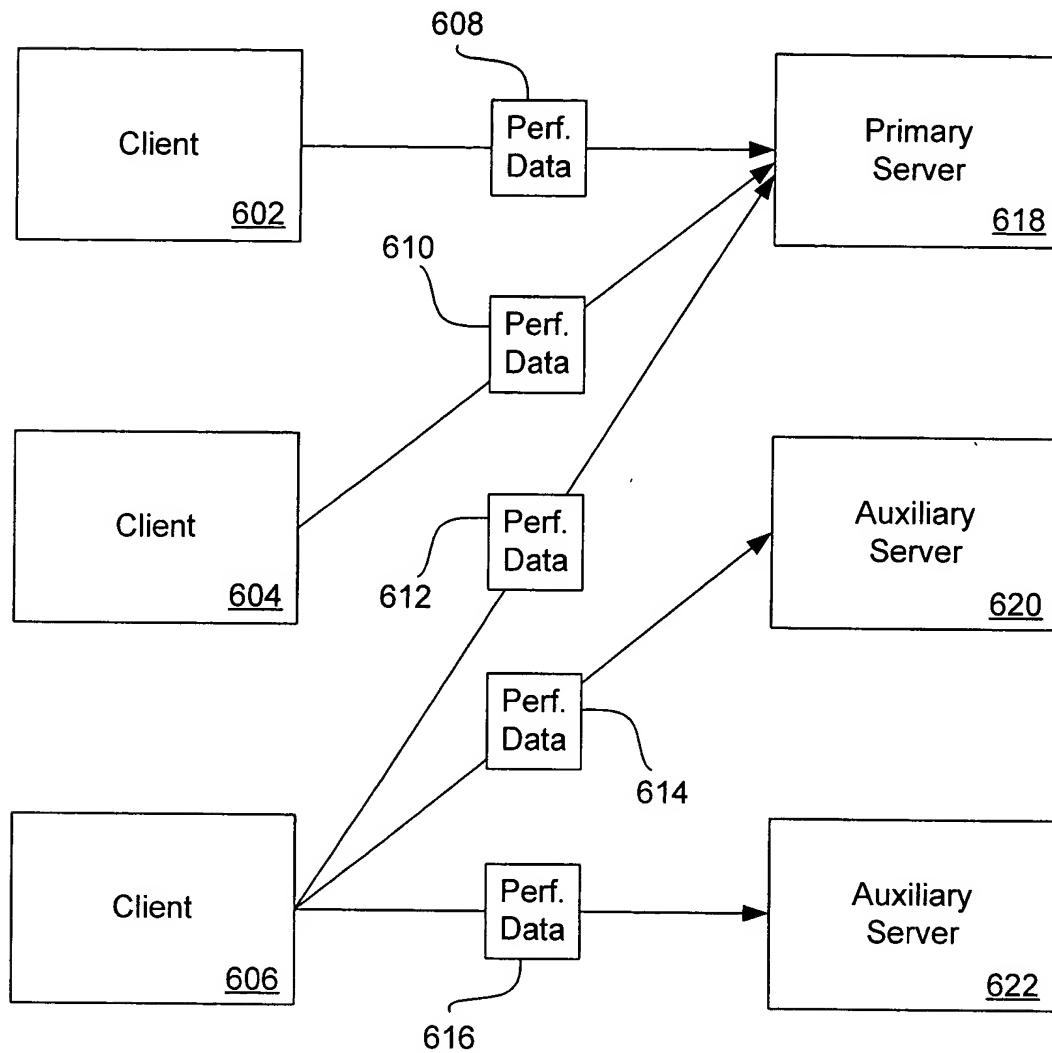 608
Client
602
Perf.
Data
Primary
Server
618
610
Perf.
Data
Client
604
612
Perf.
Data
Auxiliary
Server
620
Perf.
Data
614
Client
606
Perf.
Data
616
Auxiliary
Server
622